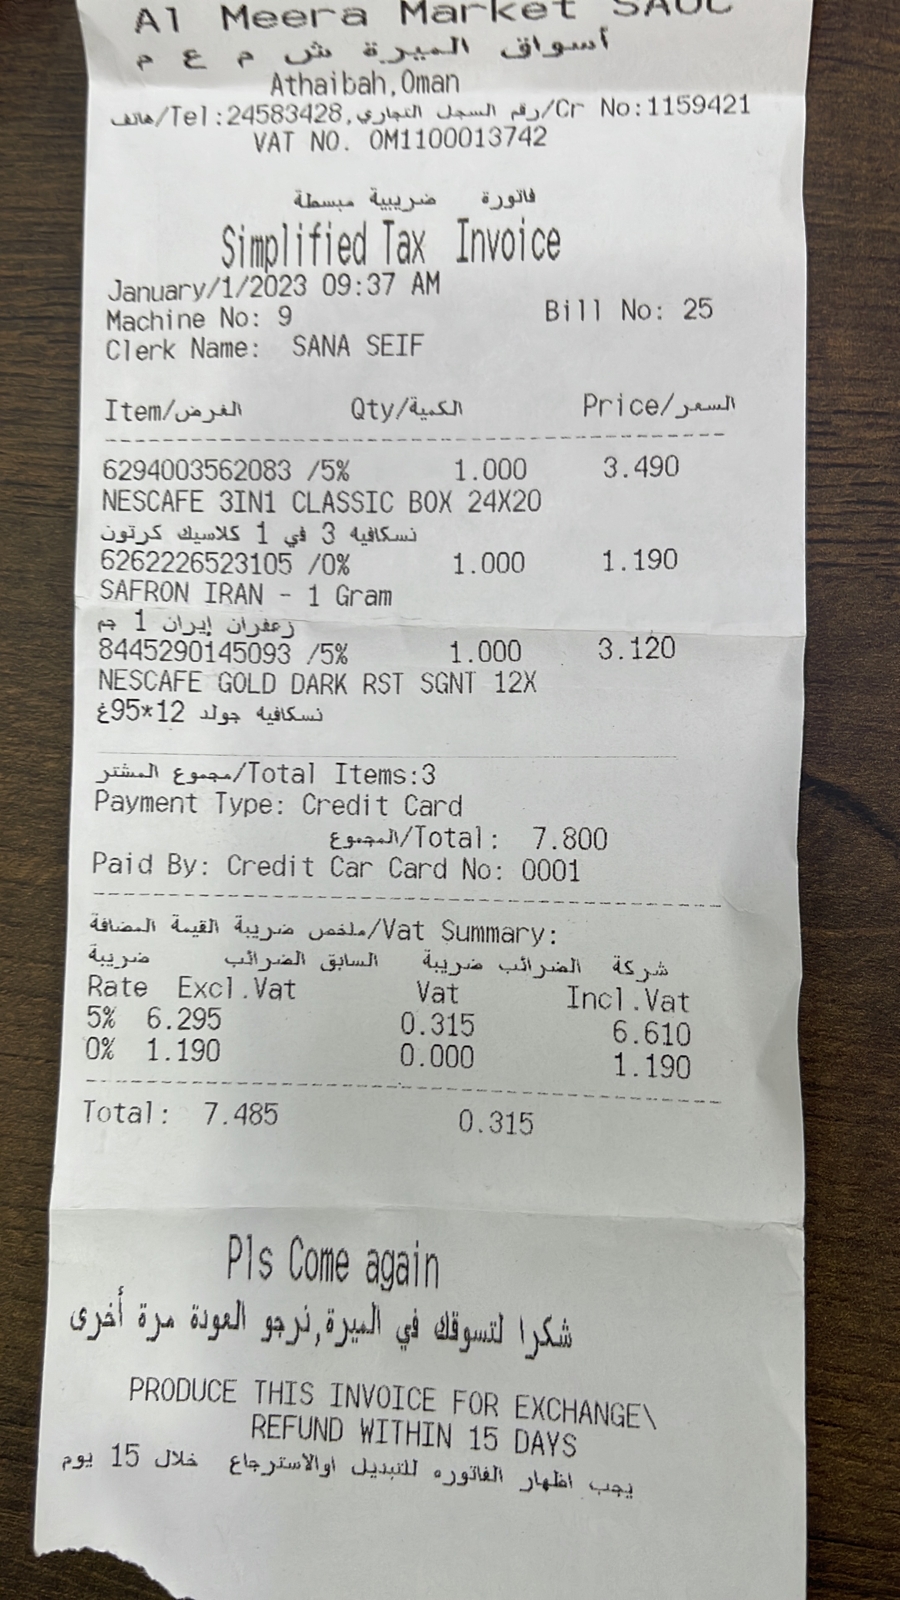 Al Meera Market SAOC
أسواق الميرة ش م ع م
Athaibah,Oman
هاتف/Tel:24583428,رقم السجل التجاري/Cr No:1159421
VAT NO. OM1100013742
فاتورة ضريبية مبسطة
Simplified Tax Invoice
January/1/2023 09:37 AM
Machine No: 9 Bill No: 25
Clerk Name: SANA SEIF
Item/الغرض Qty/الكمية Price/السعر
6294003562083 /5% 1.000 3.490
NESCAFE 3IN1 CLASSIC BOX 24X20
نسكافيه 3 في 1 كلاسيك كرتون
6262226523105 /0% 1.000 1.190
SAFRON IRAN - 1 Gram
زعفران إيران 1 جم
8445290145093 /5% 1.000 3.120
NESCAFE GOLD DARK RST SGNT 12X
نسكافيه جولد 12*95غ
مجموع المشتر/Total Items:3
Payment Type: Credit Card
المجموع/Total: 7.800
Paid By: Credit Car Card No: 0001
ملخص ضريبة القيمة المضافة/Vat Summary:
ضريبة السابق الضرائب الضرائب ضريبة شركة
Rate Excl.Vat Vat Incl.Vat
5% 6.295 0.315 6.610
0% 1.190 0.000 1.190
Total: 7.485 0.315
Pls Come again
شكرا لتسوقك في الميرة,نرجو العودة مرة أخرى
PRODUCE THIS INVOICE FOR EXCHANGE\
REFUND WITHIN 15 DAYS
يجب اظهار الفاتوره للتبديل اوالاسترجاع خلال 15 يوم